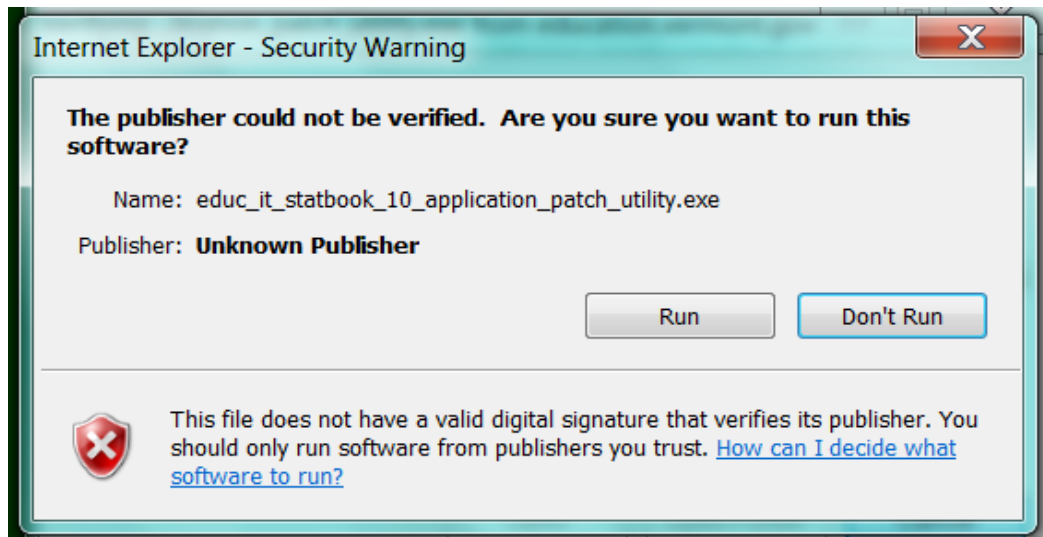 Internet Explorer - Security Warning
The publisher could not be verified.  Are you sure you want to run this
software?
Name: educ_it_statbook_10_application_patch_utility.exe
Publisher: Unknown Publisher
Run
Don't Run
This file does not have a valid digital signature that verifies its publisher. You
should only run software from publishers you trust. How can I decide what
software to run?